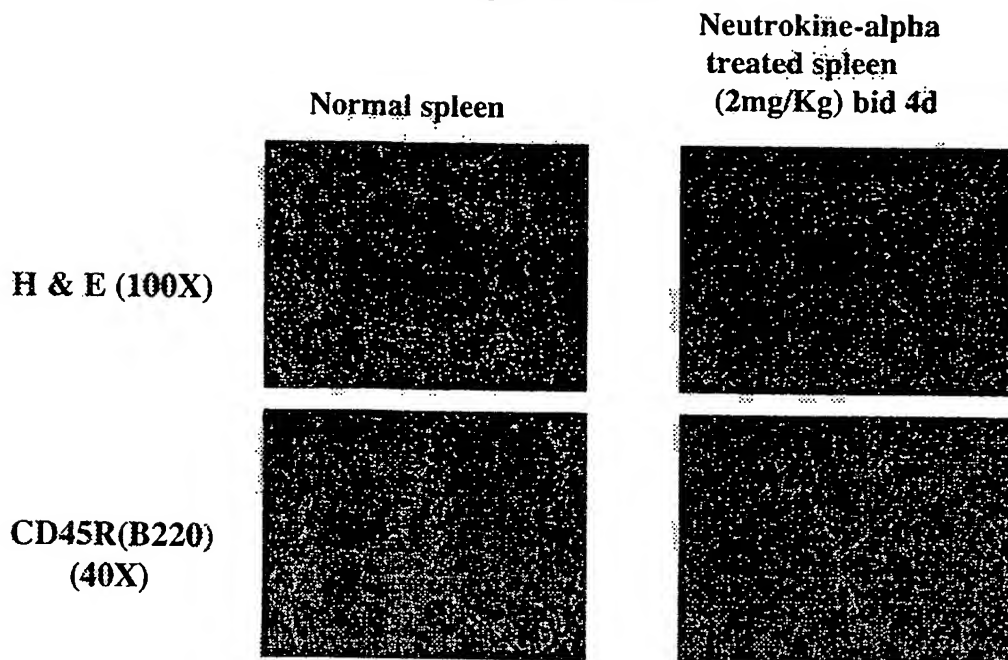 Neutrokine-alpha
treated spleen
(2mg/Kg) bid 4d
Normal spleen
H & E (100X)
CD45R(B220)
(40X)